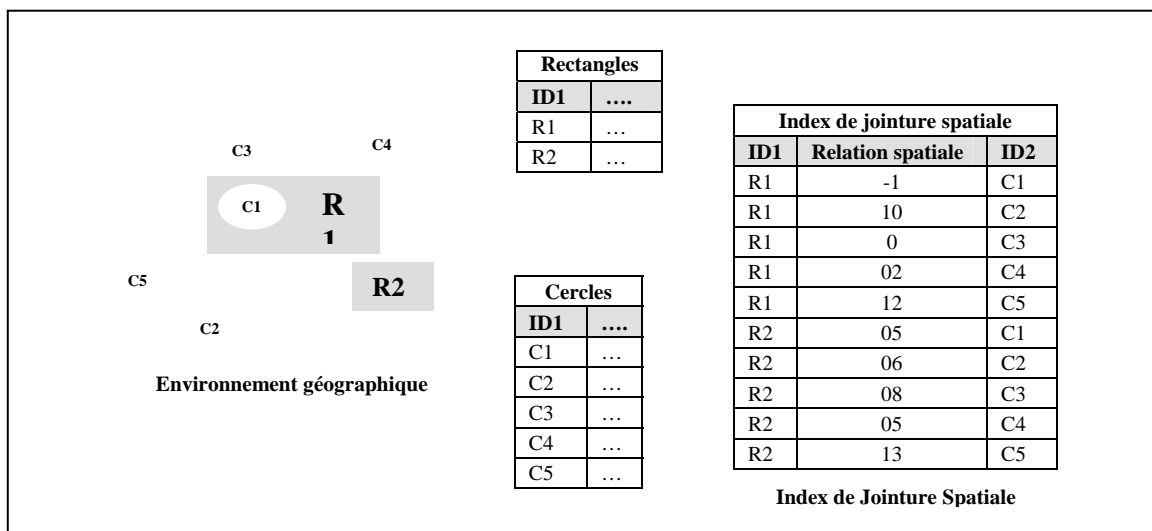 C3
C4
C1
R
1
C5
R2
C2
Environnement géographique
Rectangles
ID1 ….
R1 …
R2 …
Cercles
ID1 ….
C1 …
C2 …
C3 …
C4 …
C5 …
Index de jointure spatiale
ID1 Relation spatiale ID2
R1 -1 C1
R1 10 C2
R1 0 C3
R1 02 C4
R1 12 C5
R2 05 C1
R2 06 C2
R2 08 C3
R2 05 C4
R2 13 C5
Index de Jointure Spatiale